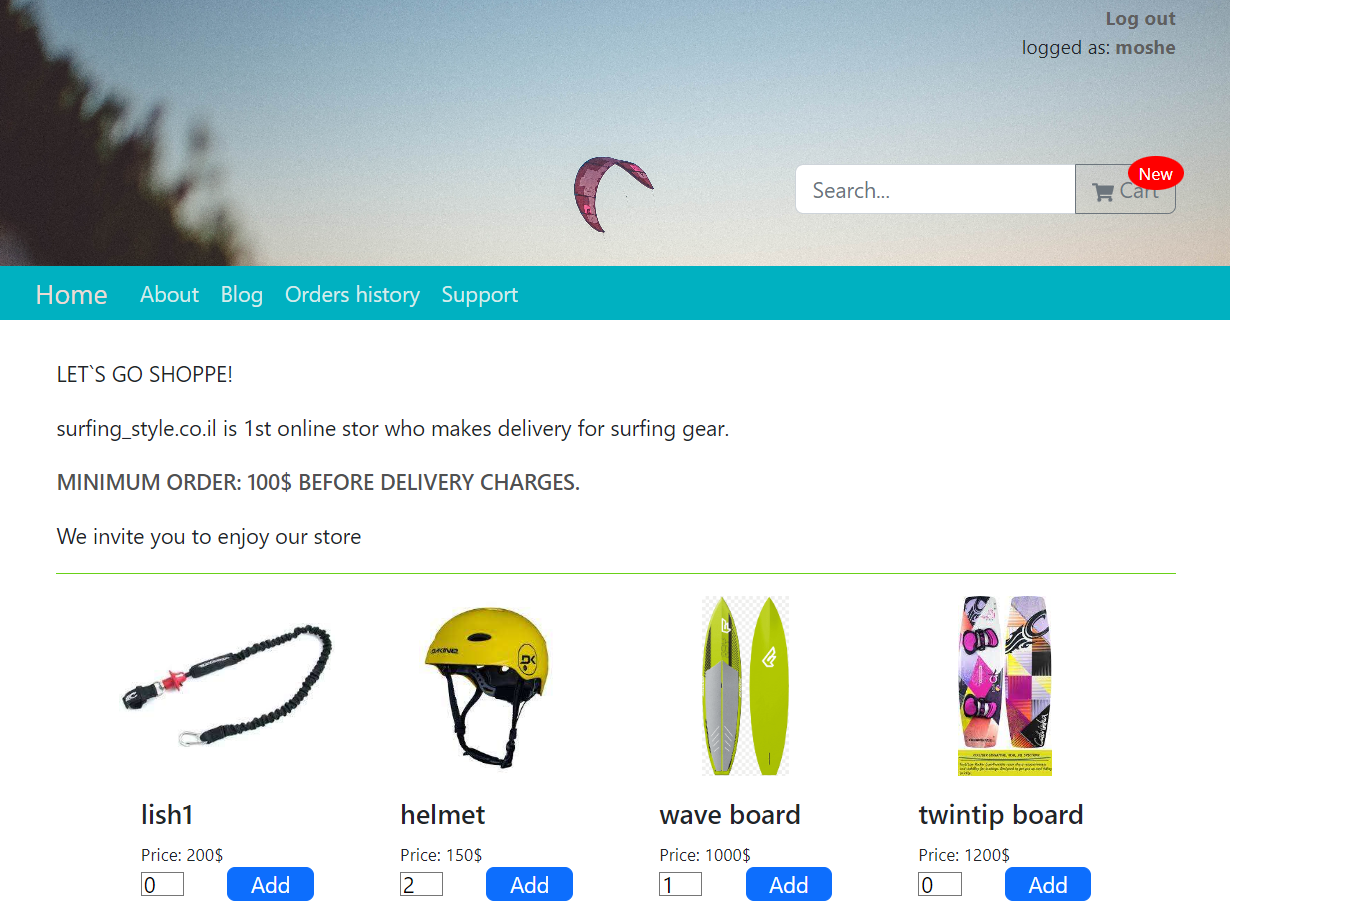 Log out
logged as: moshe
Search...
Cart
New
Home About Blog Orders history Support
LET`S GO SHOPPE!
surfing_style.co.il is 1st online stor who makes delivery for surfing gear.
MINIMUM ORDER: 100$ BEFORE DELIVERY CHARGES.
We invite you to enjoy our store
lish1 helmet wave board twintip board
Price: 200$ Price: 150$ Price: 1000$ Price: 1200$
0 Add 2 Add 1 Add 0 Add